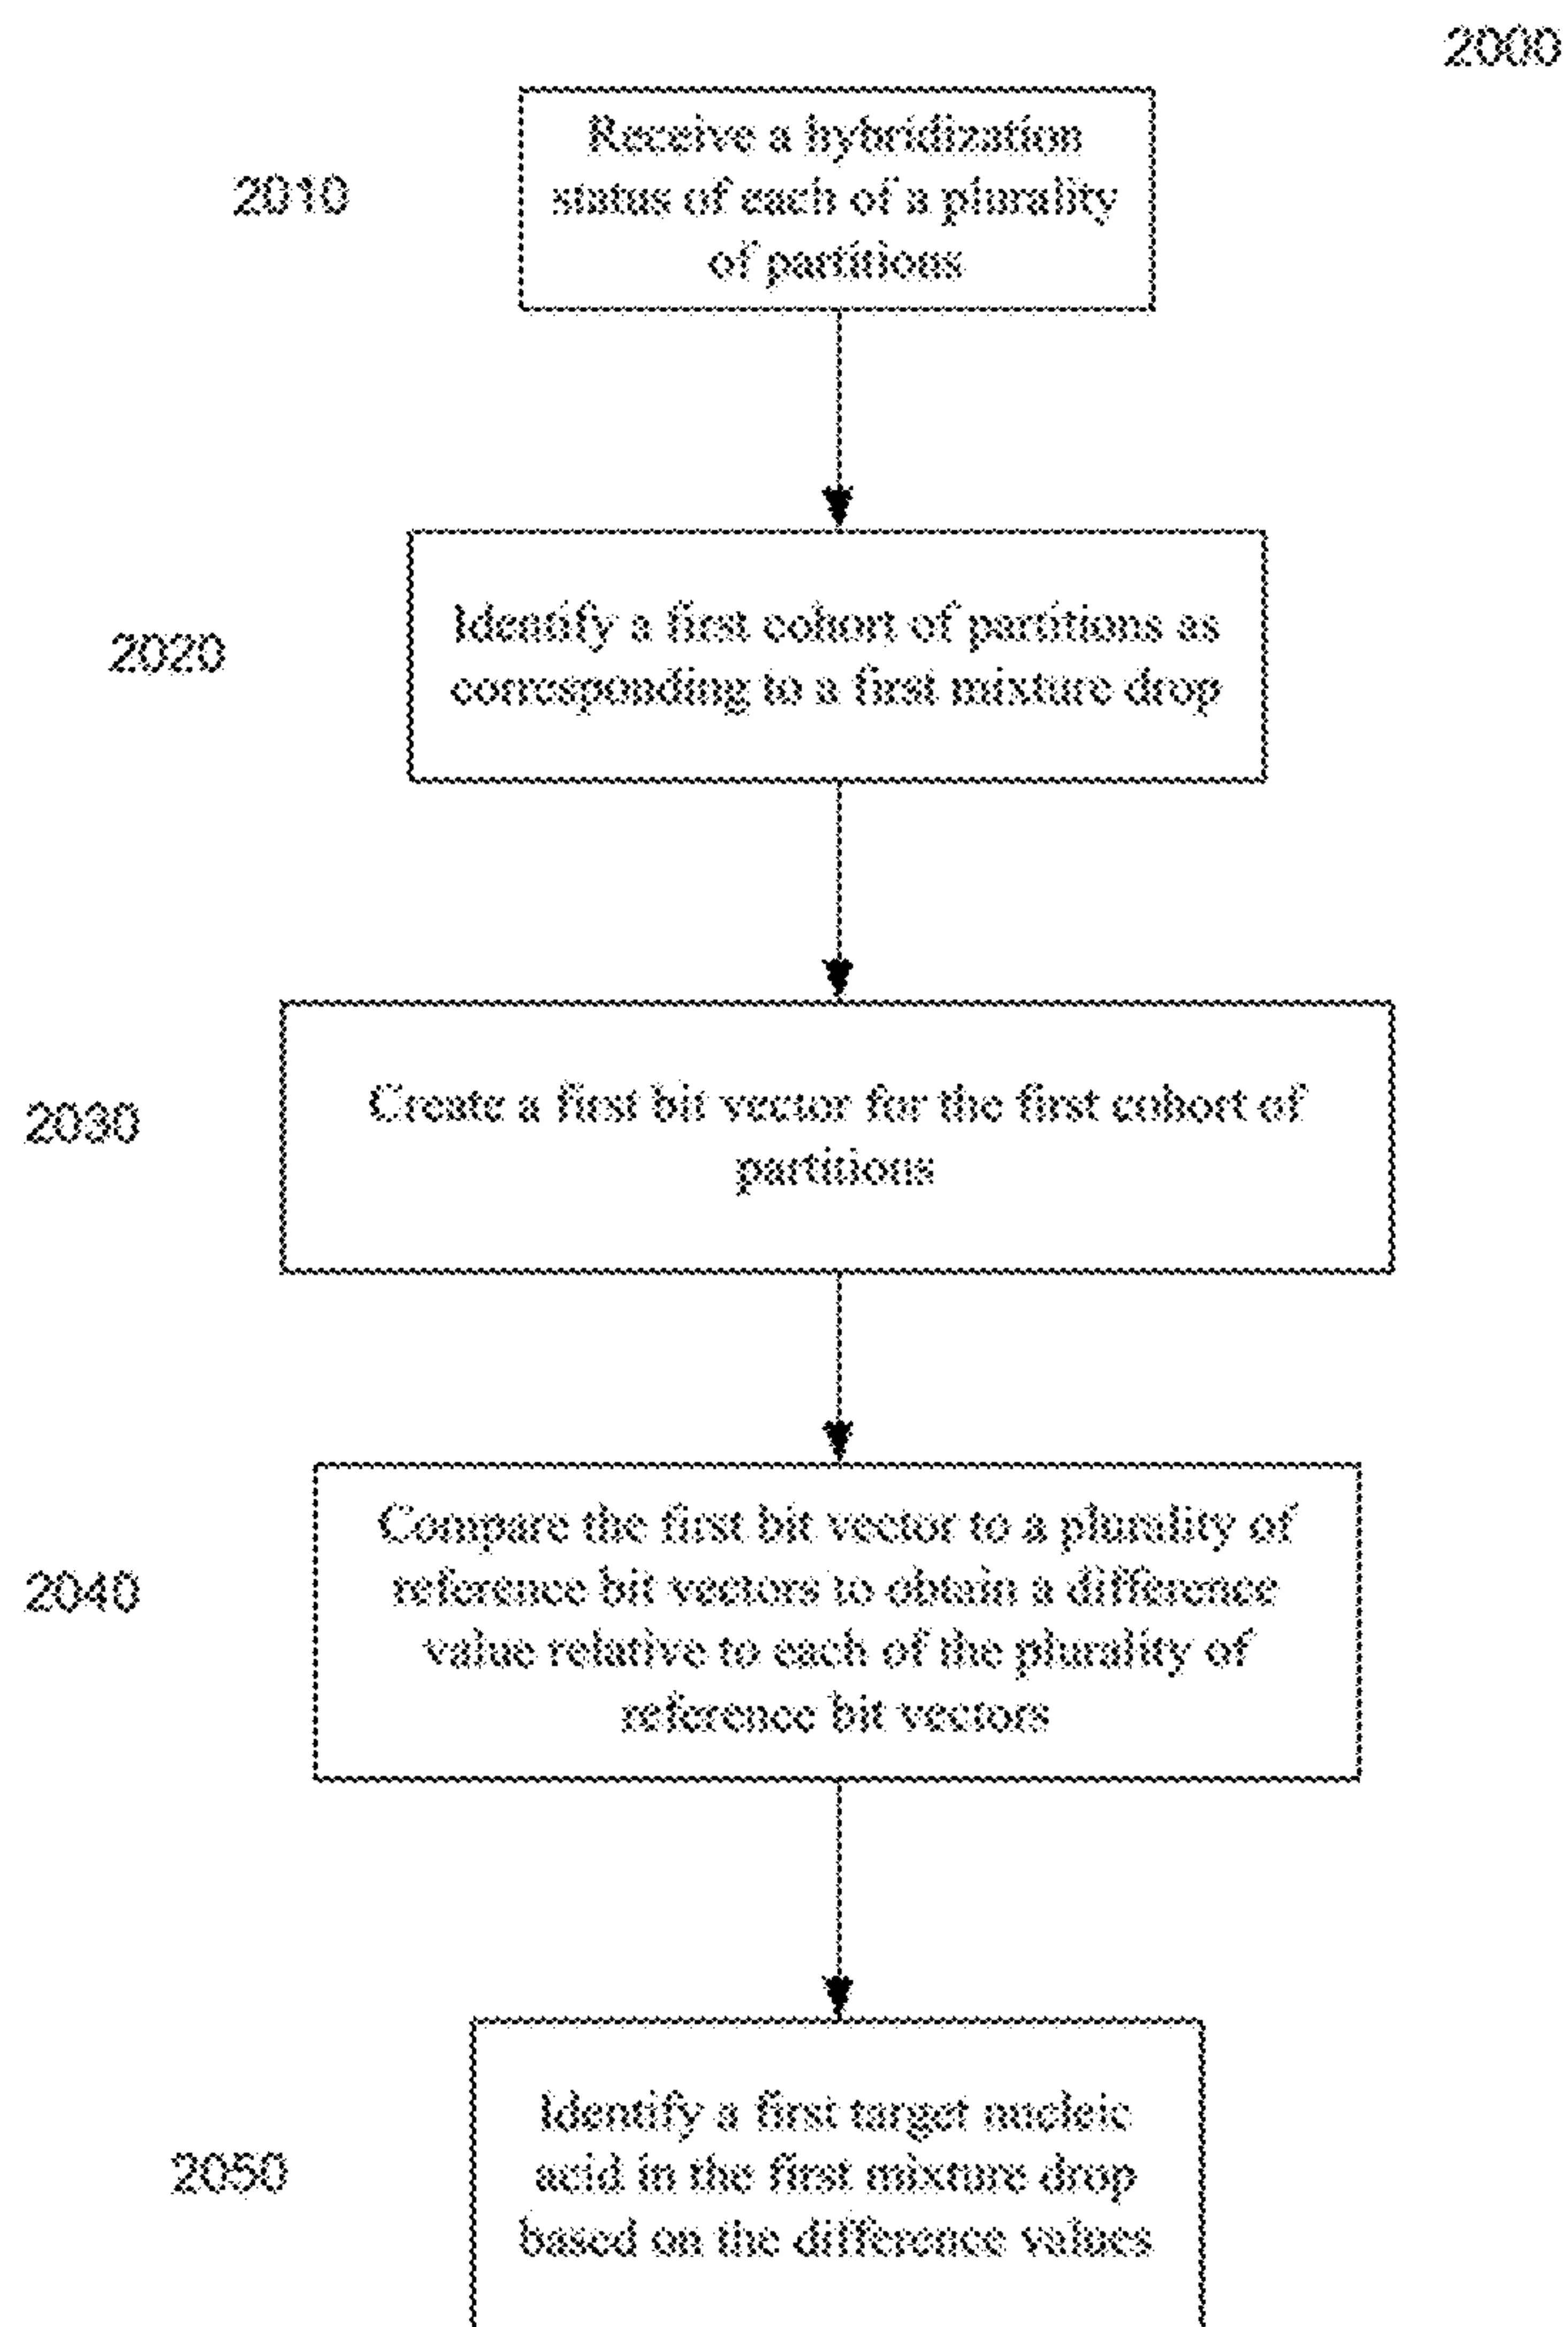 2000
2010
Receive a hybridization
status of each of a plurality
of partitions
2020
Identify a first cohort of partitions as
corresponding to a first mixture drop
2030
Create a first bit vector for the first cohort of
partitions
2040
Compare the first bit vector to a plurality of
reference bit vectors to obtain a difference
value relative to each of the plurality of
reference bit vectors
2050
Identify a first target nucleic
acid in the first mixture drop
based on the difference values